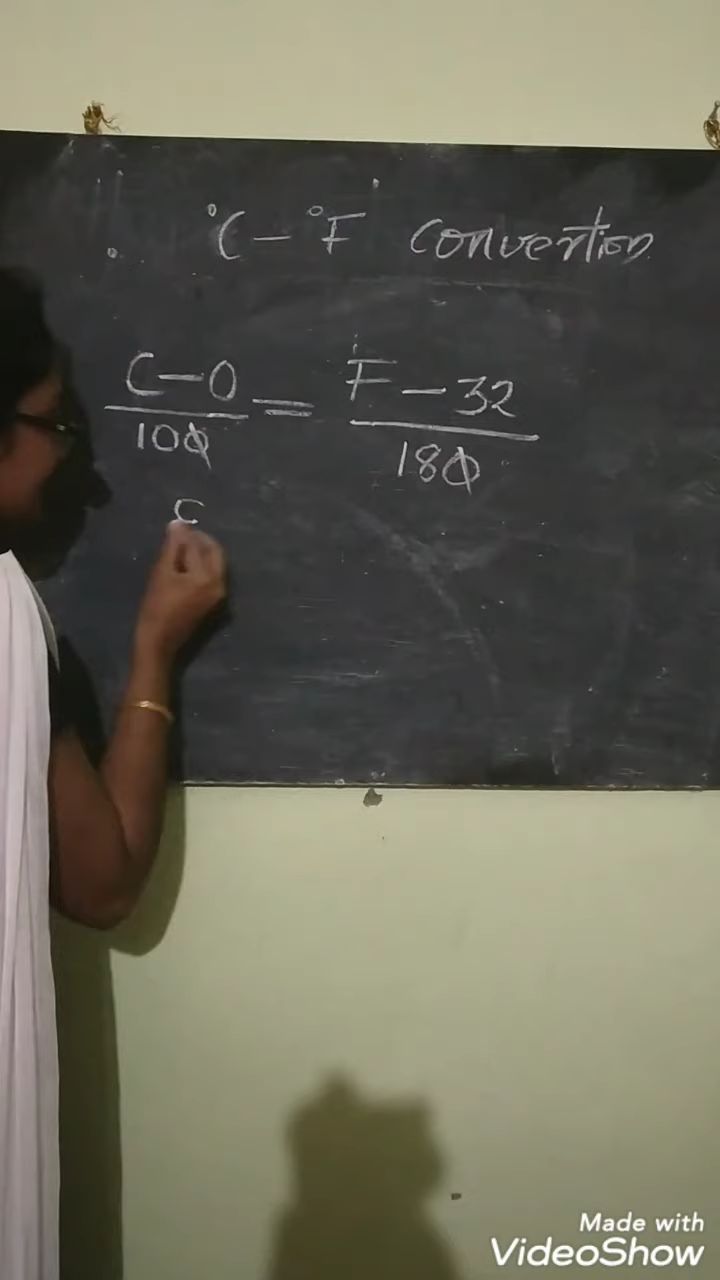 °C - °F convertion
C - 0 = F - 32
100 180
C
Made with
VideoShow